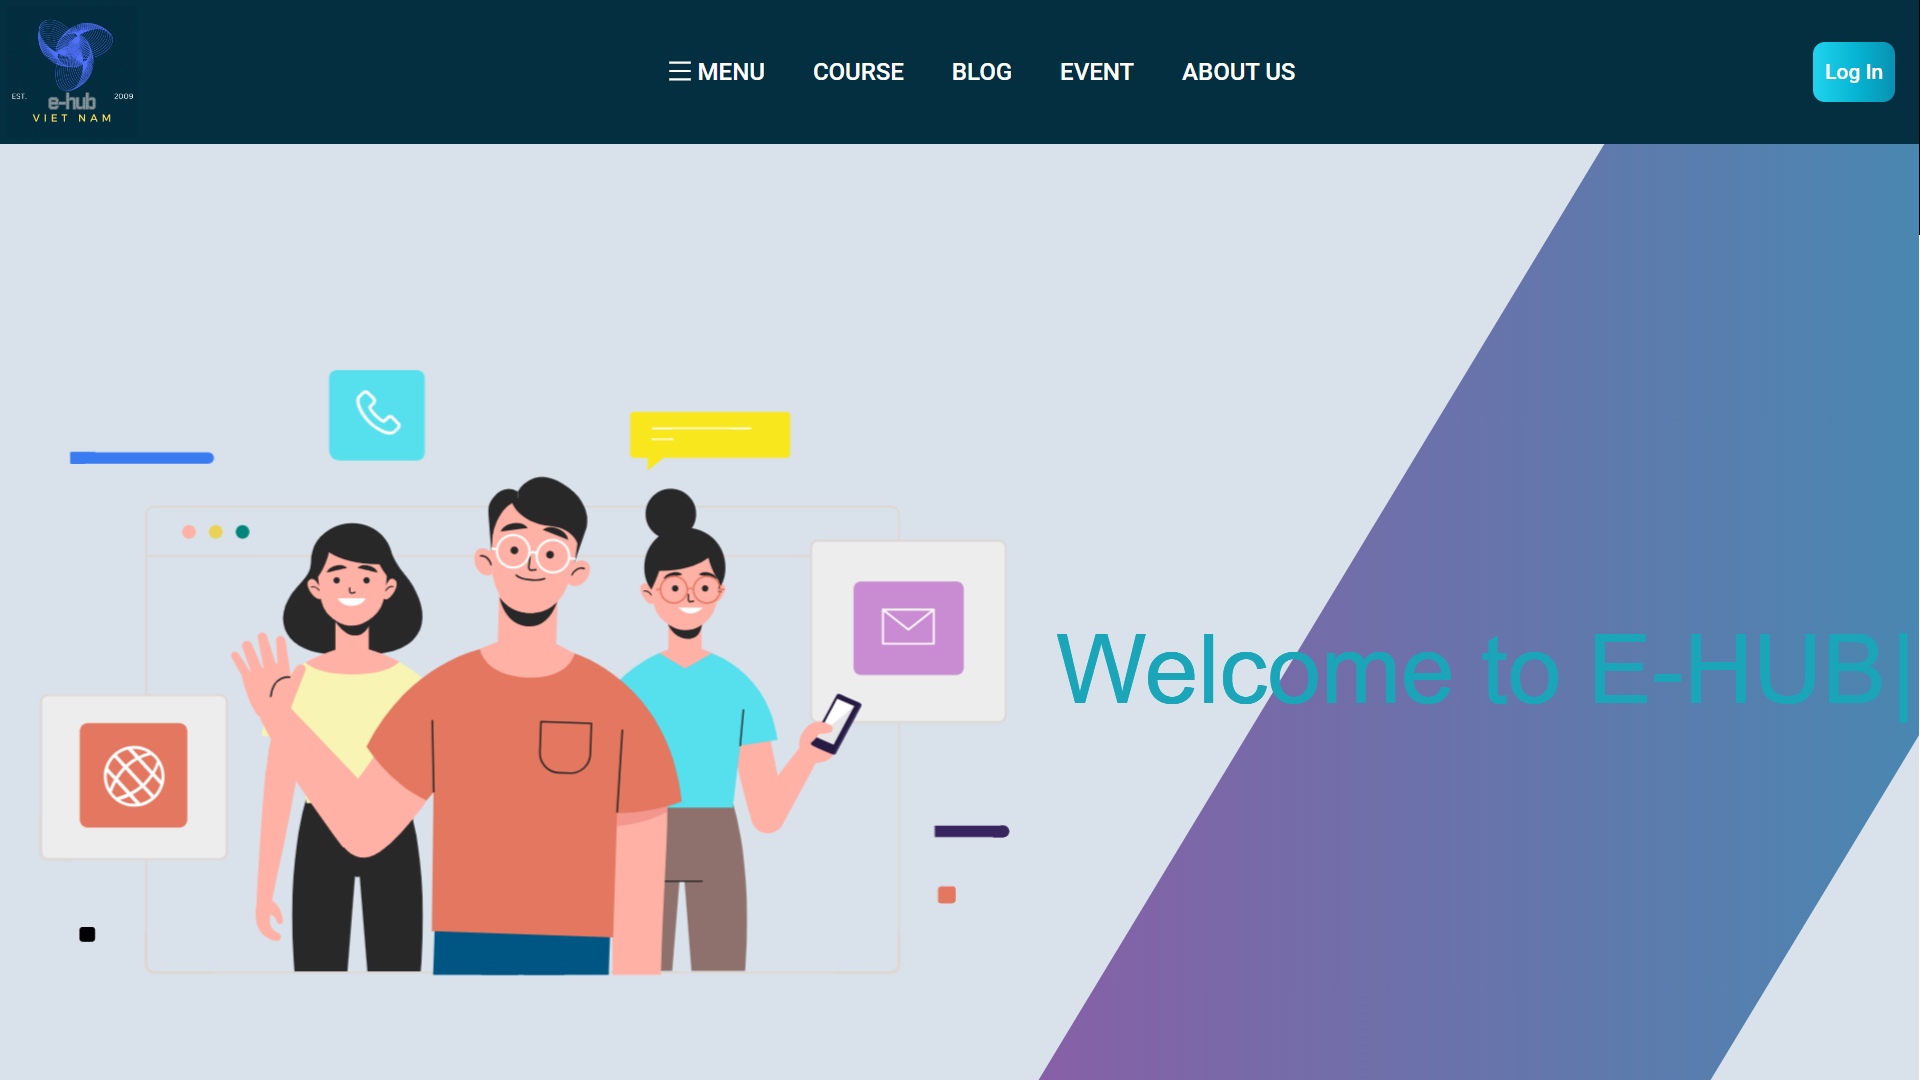 EST. e-hub 2009
VIET NAM
MENU COURSE BLOG EVENT ABOUT US
Log In
Welcome to E-HUB|